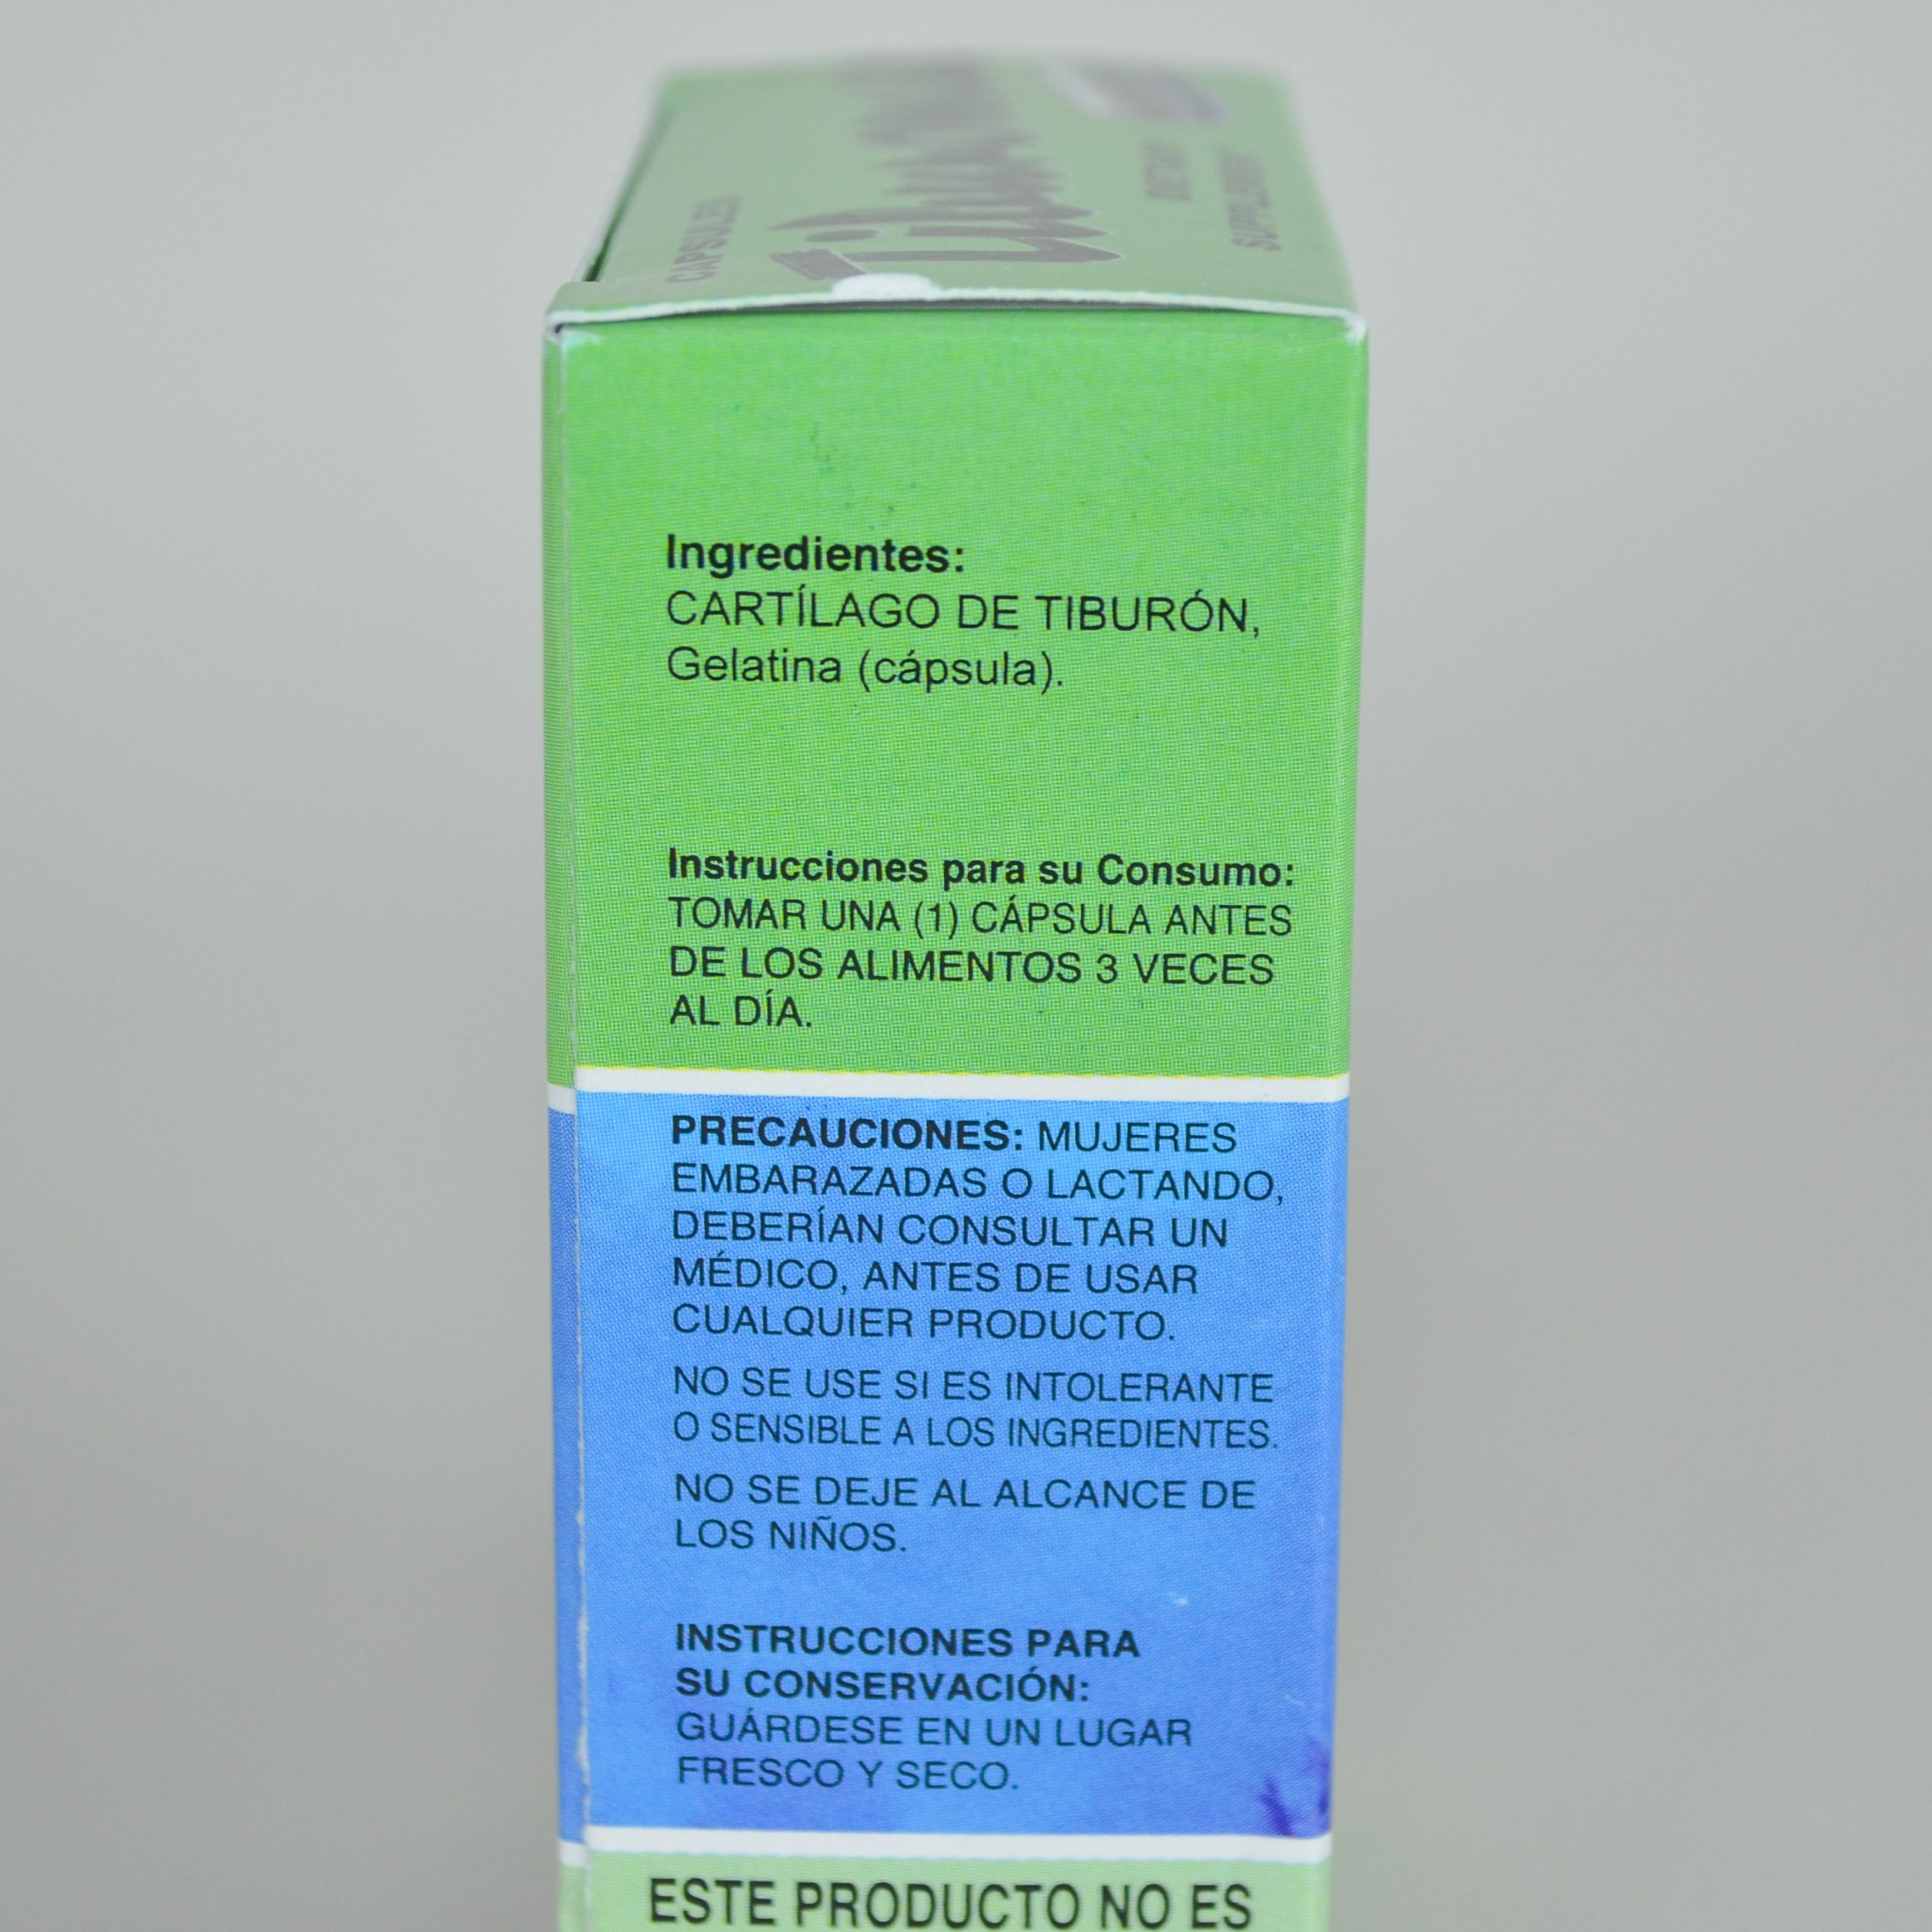 CAPSULES
DIETARY
SUPPLEMENT
Ingredientes:
CARTÍLAGO DE TIBURÓN,
Gelatina (cápsula).
Instrucciones para su Consumo:
TOMAR UNA (1) CÁPSULA ANTES
DE LOS ALIMENTOS 3 VECES
AL DÍA.
PRECAUCIONES: MUJERES
EMBARAZADAS O LACTANDO,
DEBERÍAN CONSULTAR UN
MÉDICO, ANTES DE USAR
CUALQUIER PRODUCTO.
NO SE USE SI ES INTOLERANTE
O SENSIBLE A LOS INGREDIENTES.
NO SE DEJE AL ALCANCE DE
LOS NIÑOS.
INSTRUCCIONES PARA
SU CONSERVACIÓN:
GUÁRDESE EN UN LUGAR
FRESCO Y SECO.
ESTE PRODUCTO NO ES